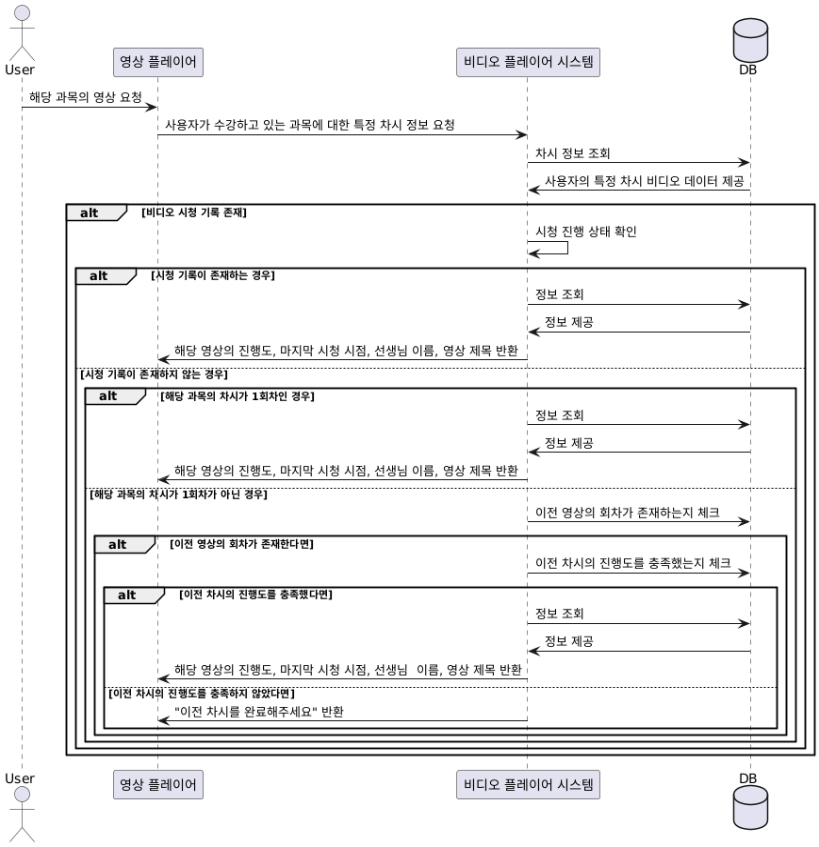 User
영상 플레이어
비디오 플레이어 시스템
DB
해당 과목의 영상 요청
사용자가 수강하고 있는 과목에 대한 특정 차시 정보 요청
차시 정보 조회
사용자의 특정 차시 비디오 데이터 제공
alt [비디오 시청 기록 존재]
시청 진행 상태 확인
alt [시청 기록이 존재하는 경우]
정보 조회
정보 제공
해당 영상의 진행도, 마지막 시청 시점, 선생님 이름, 영상 제목 반환
[시청 기록이 존재하지 않는 경우]
alt [해당 과목의 차시가 1회차인 경우]
정보 조회
정보 제공
해당 영상의 진행도, 마지막 시청 시점, 선생님 이름, 영상 제목 반환
[해당 과목의 차시가 1회차가 아닌 경우]
이전 영상의 회차가 존재하는지 체크
alt [이전 영상의 회차가 존재한다면]
이전 차시의 진행도를 충족했는지 체크
alt [이전 차시의 진행도를 충족했다면]
정보 조회
정보 제공
해당 영상의 진행도, 마지막 시청 시점, 선생님  이름, 영상 제목 반환
[이전 차시의 진행도를 충족하지 않았다면]
"이전 차시를 완료해주세요" 반환
User
영상 플레이어
비디오 플레이어 시스템
DB